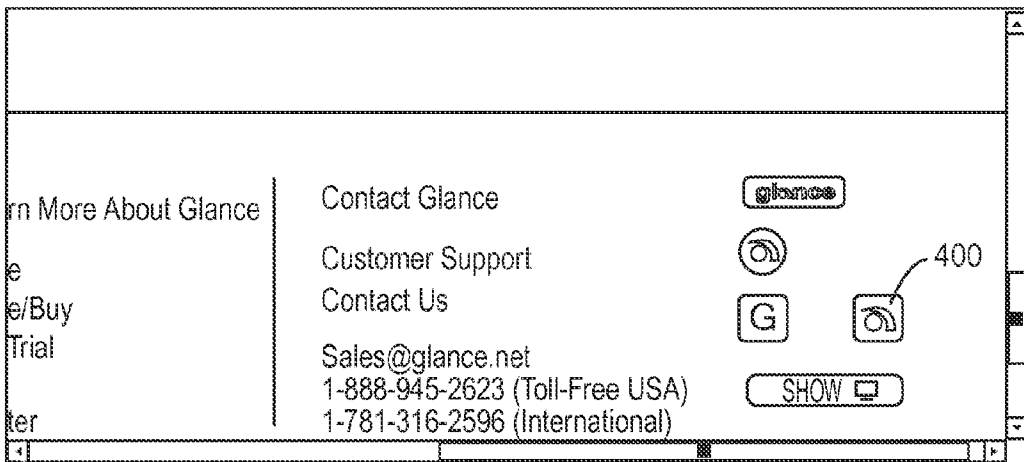 rn More About Glance
e
e/Buy
Trial
ter
Contact Glance
Customer Support
Contact Us
Sales@glance.net
1-888-945-2623 (Toll-Free USA)
1-781-316-2596 (International)
glance
400
G
SHOW